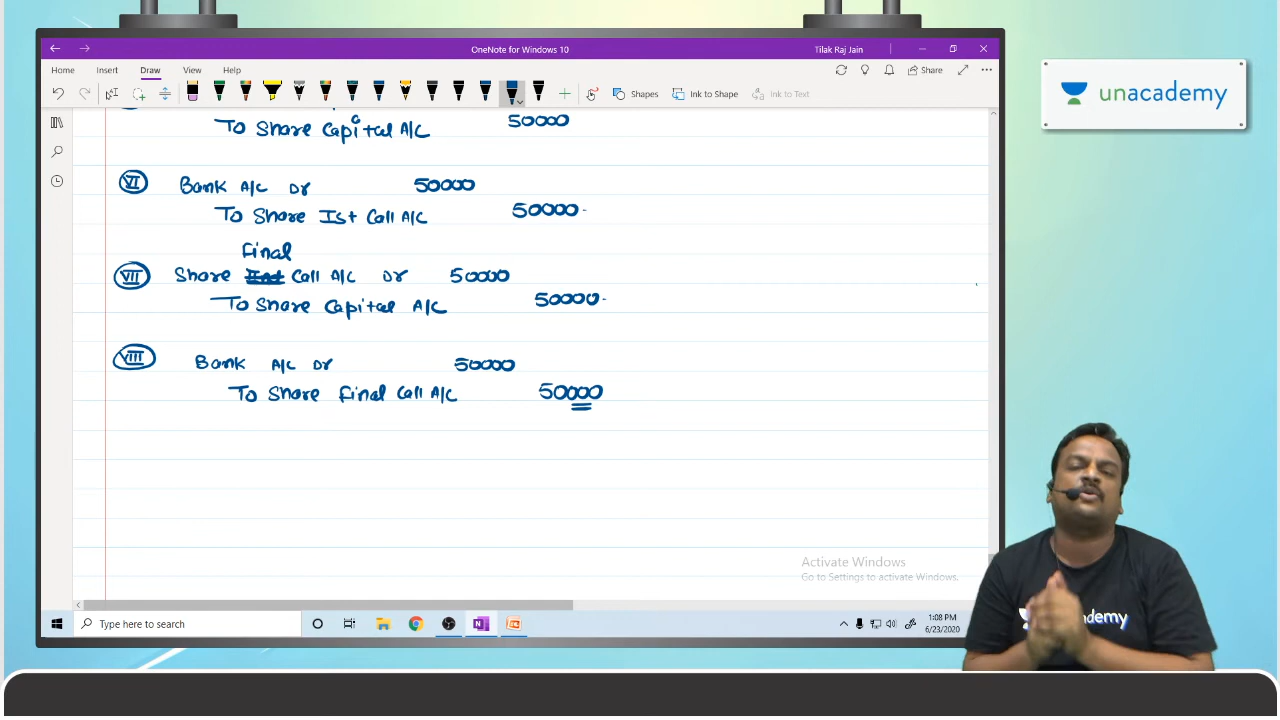 OneNote for Windows 10
Tilak Raj Jain
Home Insert Draw View Help
Share
Shapes Ink to Shape Ink to Text
unacademy
To Share Capital A/C 50000
VI Bank A/C Dr 50000
To Share Ist Call A/C 50000-
Final
VII Share Call A/C Dr 50000
To Share Capital A/C 50000-
VIII Bank A/C Dr 50000
To Share Final Call A/C 50000
Activate Windows
Go to Settings to activate Windows.
Type here to search
1:08 PM
6/23/2020